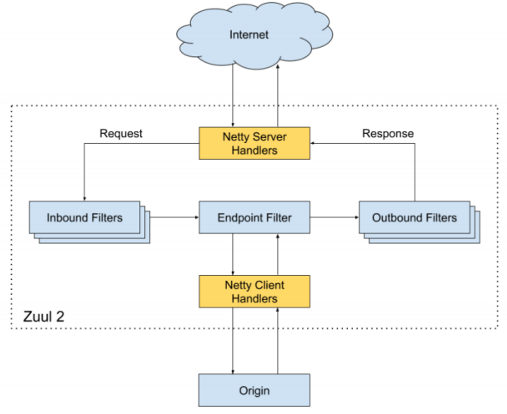 Internet
Netty Server
Handlers
Request
Response
Inbound Filters
Endpoint Filter
Outbound Filters
Netty Client
Handlers
Zuul 2
Origin